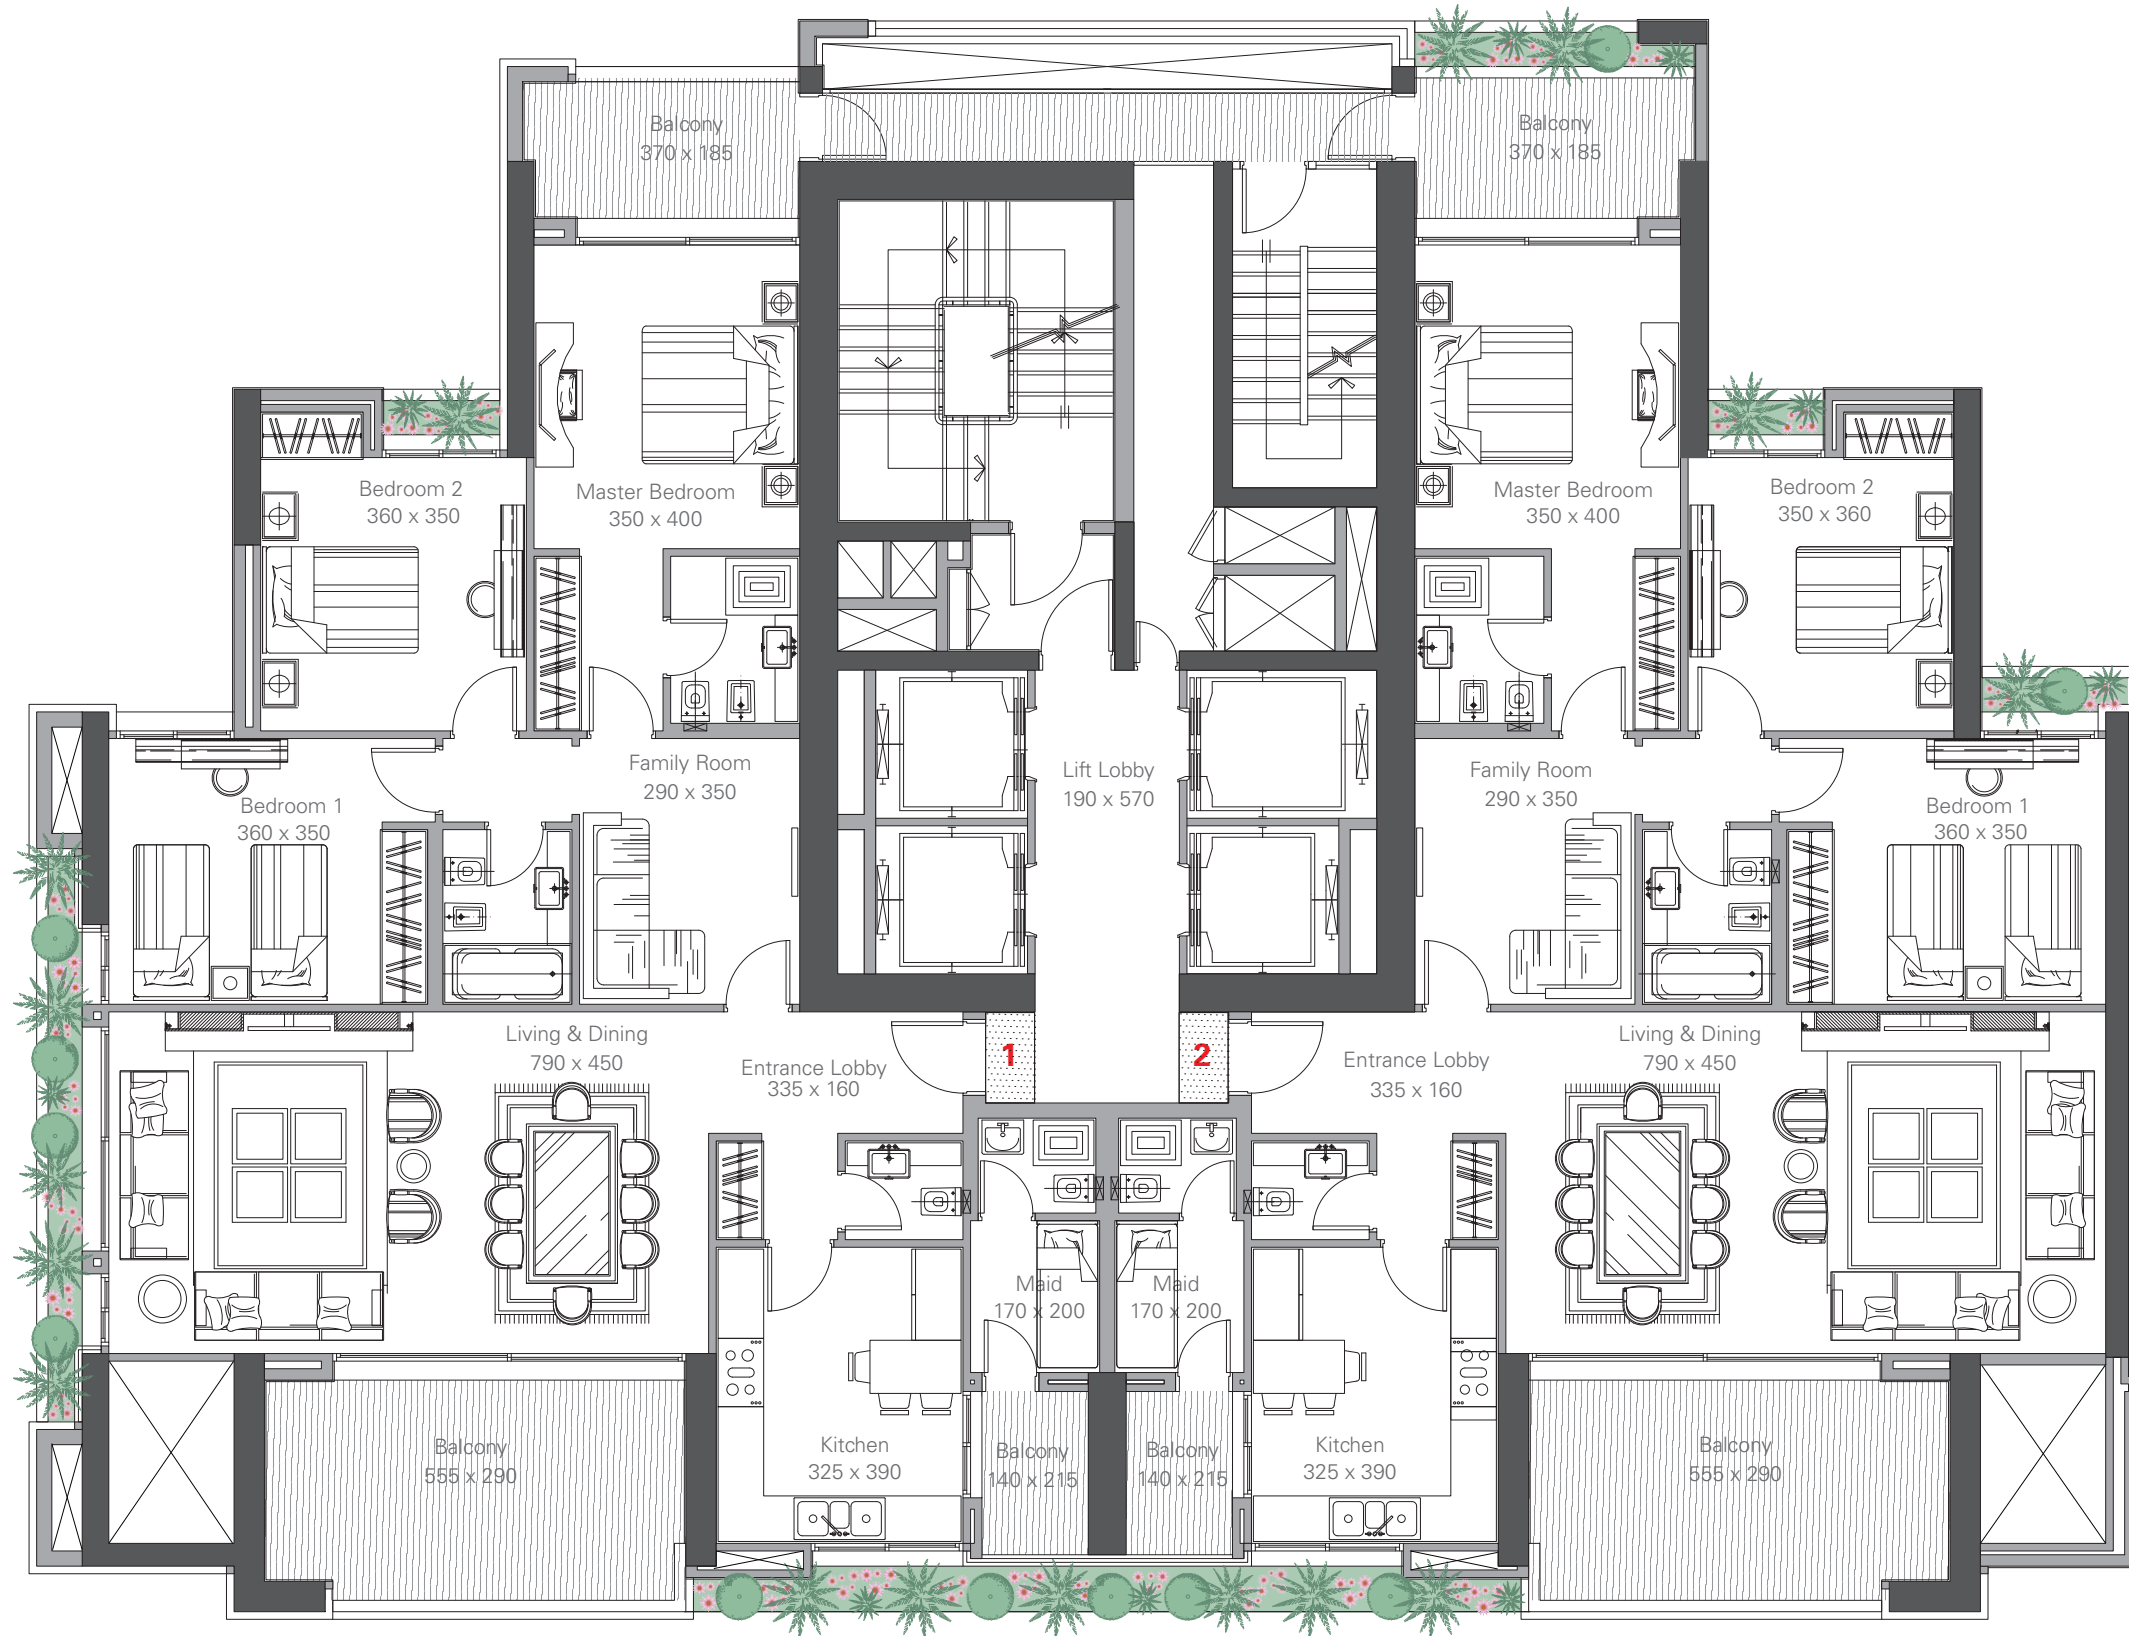 Balcony
370 x 185
Balcony
370 x 185
Bedroom 2
360 x 350
Master Bedroom
350 x 400
Master Bedroom
350 x 400
Bedroom 2
350 x 360
Family Room
290 x 350
Lift Lobby
190 x 570
Family Room
290 x 350
Bedroom 1
360 x 350
Bedroom 1
360 x 350
Living & Dining
790 x 450
Entrance Lobby
335 x 160
1
2
Entrance Lobby
335 x 160
Living & Dining
790 x 450
Maid
170 x 200
Maid
170 x 200
Balcony
555 x 290
Kitchen
325 x 390
Balcony
140 x 215
Balcony
140 x 215
Kitchen
325 x 390
Balcony
555 x 290